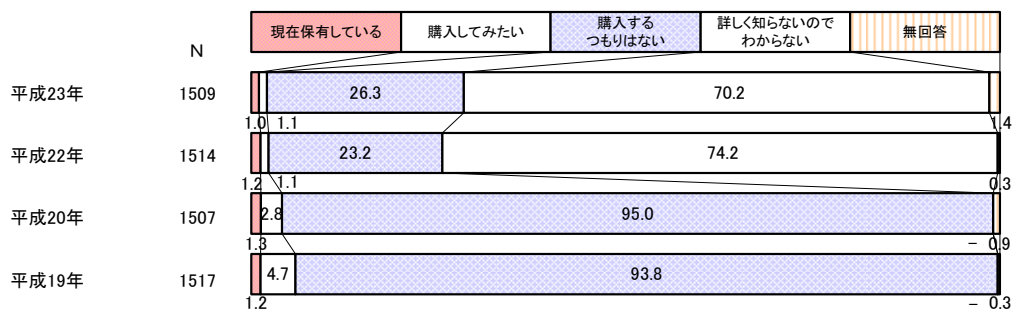 現在保有している 購入してみたい 購入する つもりはない 詳しく知らないので わからない 無回答
N
平成23年 1509 26.3 70.2
1.0 1.1 1.4
平成22年 1514 23.2 74.2
1.2 1.1 0.3
平成20年 1507 2.8 95.0
1.3 − 0.9
平成19年 1517 4.7 93.8
1.2 − 0.3